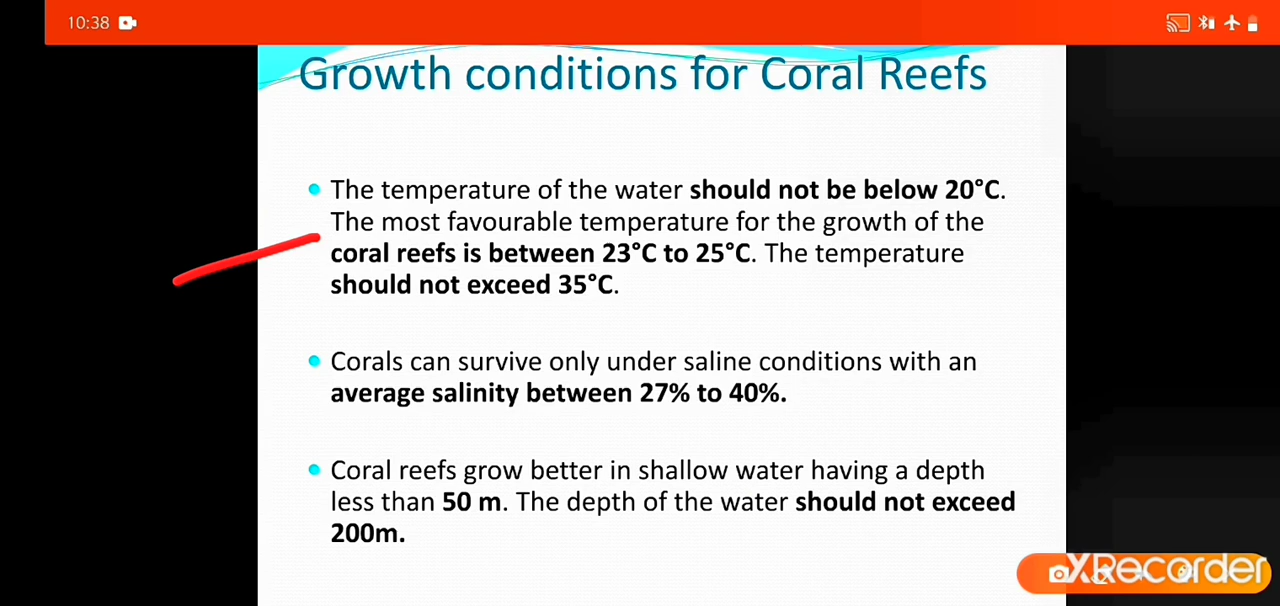 10:38
Growth conditions for Coral Reefs
The temperature of the water should not be below 20°C.
The most favourable temperature for the growth of the
coral reefs is between 23°C to 25°C. The temperature
should not exceed 35°C.
Corals can survive only under saline conditions with an
average salinity between 27% to 40%.
Coral reefs grow better in shallow water having a depth
less than 50 m. The depth of the water should not exceed
200m.
XRecorder